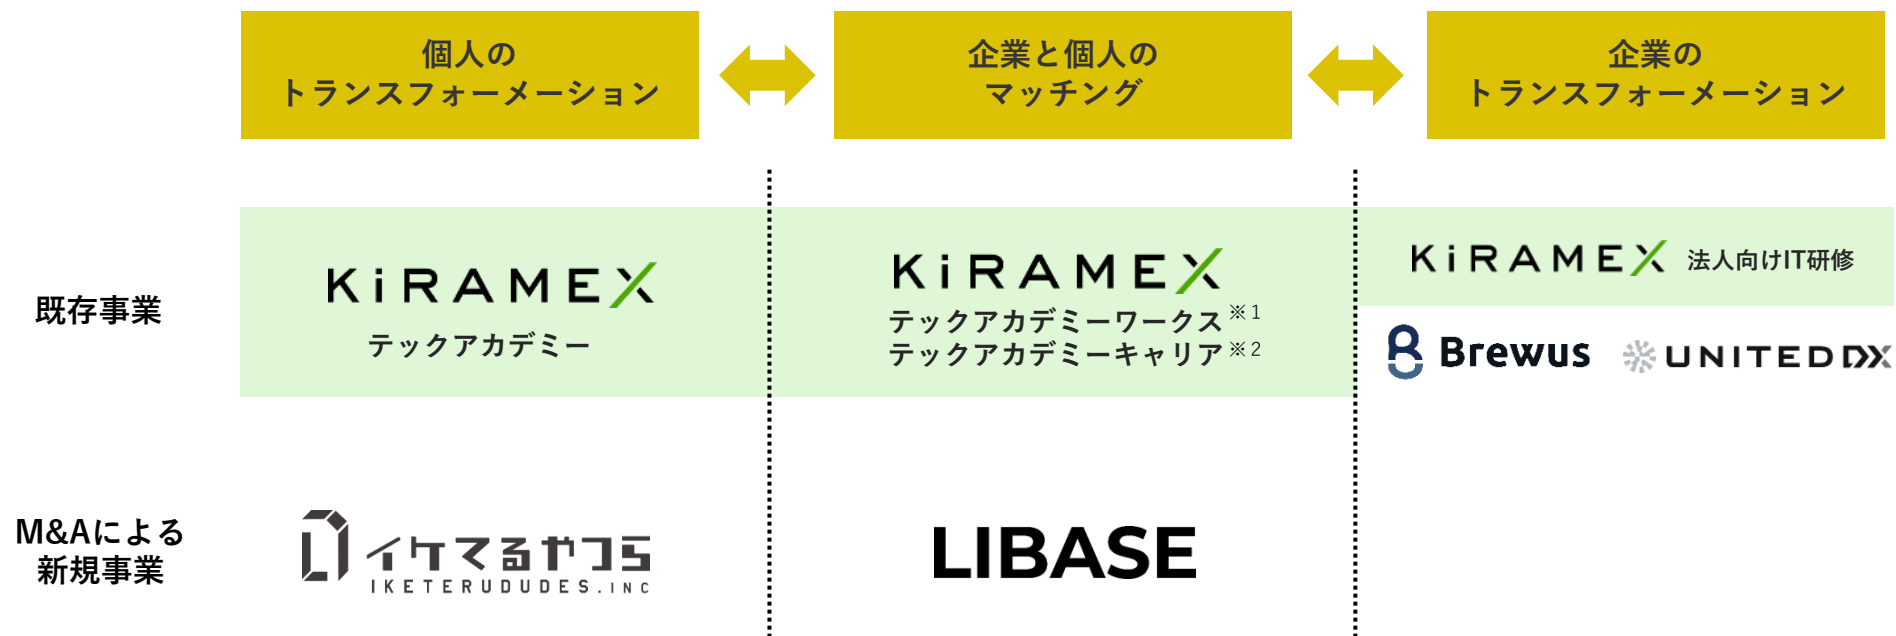 個人の
トランスフォーメーション
企業と個人の
マッチング
企業の
トランスフォーメーション
既存事業
KiRAMEX
テックアカデミー
KiRAMEX
テックアカデミーワークス※1
テックアカデミーキャリア※2
KiRAMEX 法人向けIT研修
Brewus
UNITED DX
M&Aによる
新規事業
イケてるやつら
IKETERUDUDES.INC
LIBASE